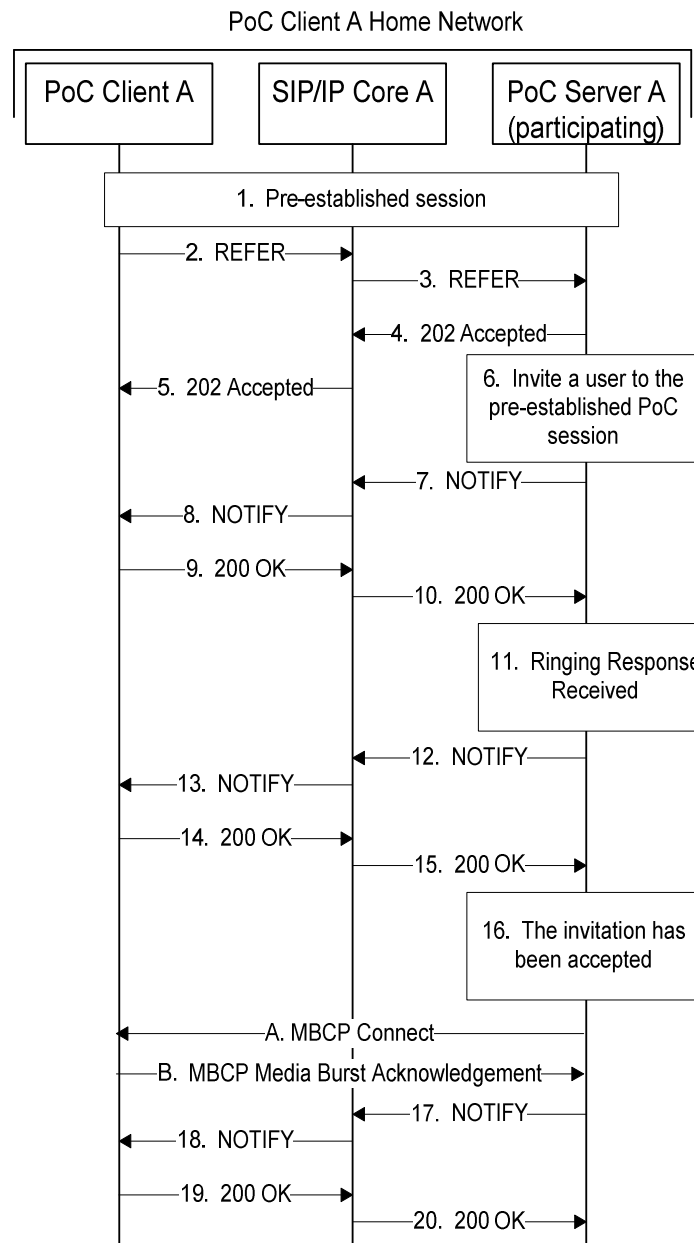 PoC Client A Home Network
PoC Client A
SIP/IP Core A
PoC Server A
(participating)
1. Pre-established session
2. REFER
3. REFER
4. 202 Accepted
5. 202 Accepted
6. Invite a user to the
pre-established PoC
session
7. NOTIFY
8. NOTIFY
9. 200 OK
10. 200 OK
11. Ringing Response
Received
12. NOTIFY
13. NOTIFY
14. 200 OK
15. 200 OK
16. The invitation has
been accepted
A. MBCP Connect
B. MBCP Media Burst Acknowledgement
17. NOTIFY
18. NOTIFY
19. 200 OK
20. 200 OK